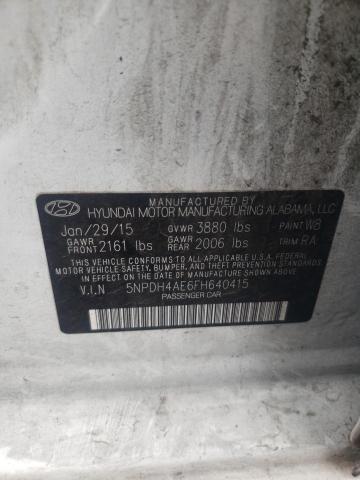 MANUFACTURED BY
HYUNDAI MOTOR MANUFACTURING ALABAMA, LLC
Jan/29/15 GVWR 3880 lbs PAINT W8
GAWR FRONT 2161 lbs GAWR REAR 2006 lbs TRIM RA
THIS VEHICLE CONFORMS TO ALL APPLICABLE U.S.A. FEDERAL
MOTOR VEHICLE SAFETY, BUMPER, AND THEFT PREVENTION
STANDARDS IN EFFECT ON THE DATE OF MANUFACTURE SHOWN ABOVE.
V.I.N 5NPDH4AE6FH640415
PASSENGER CAR